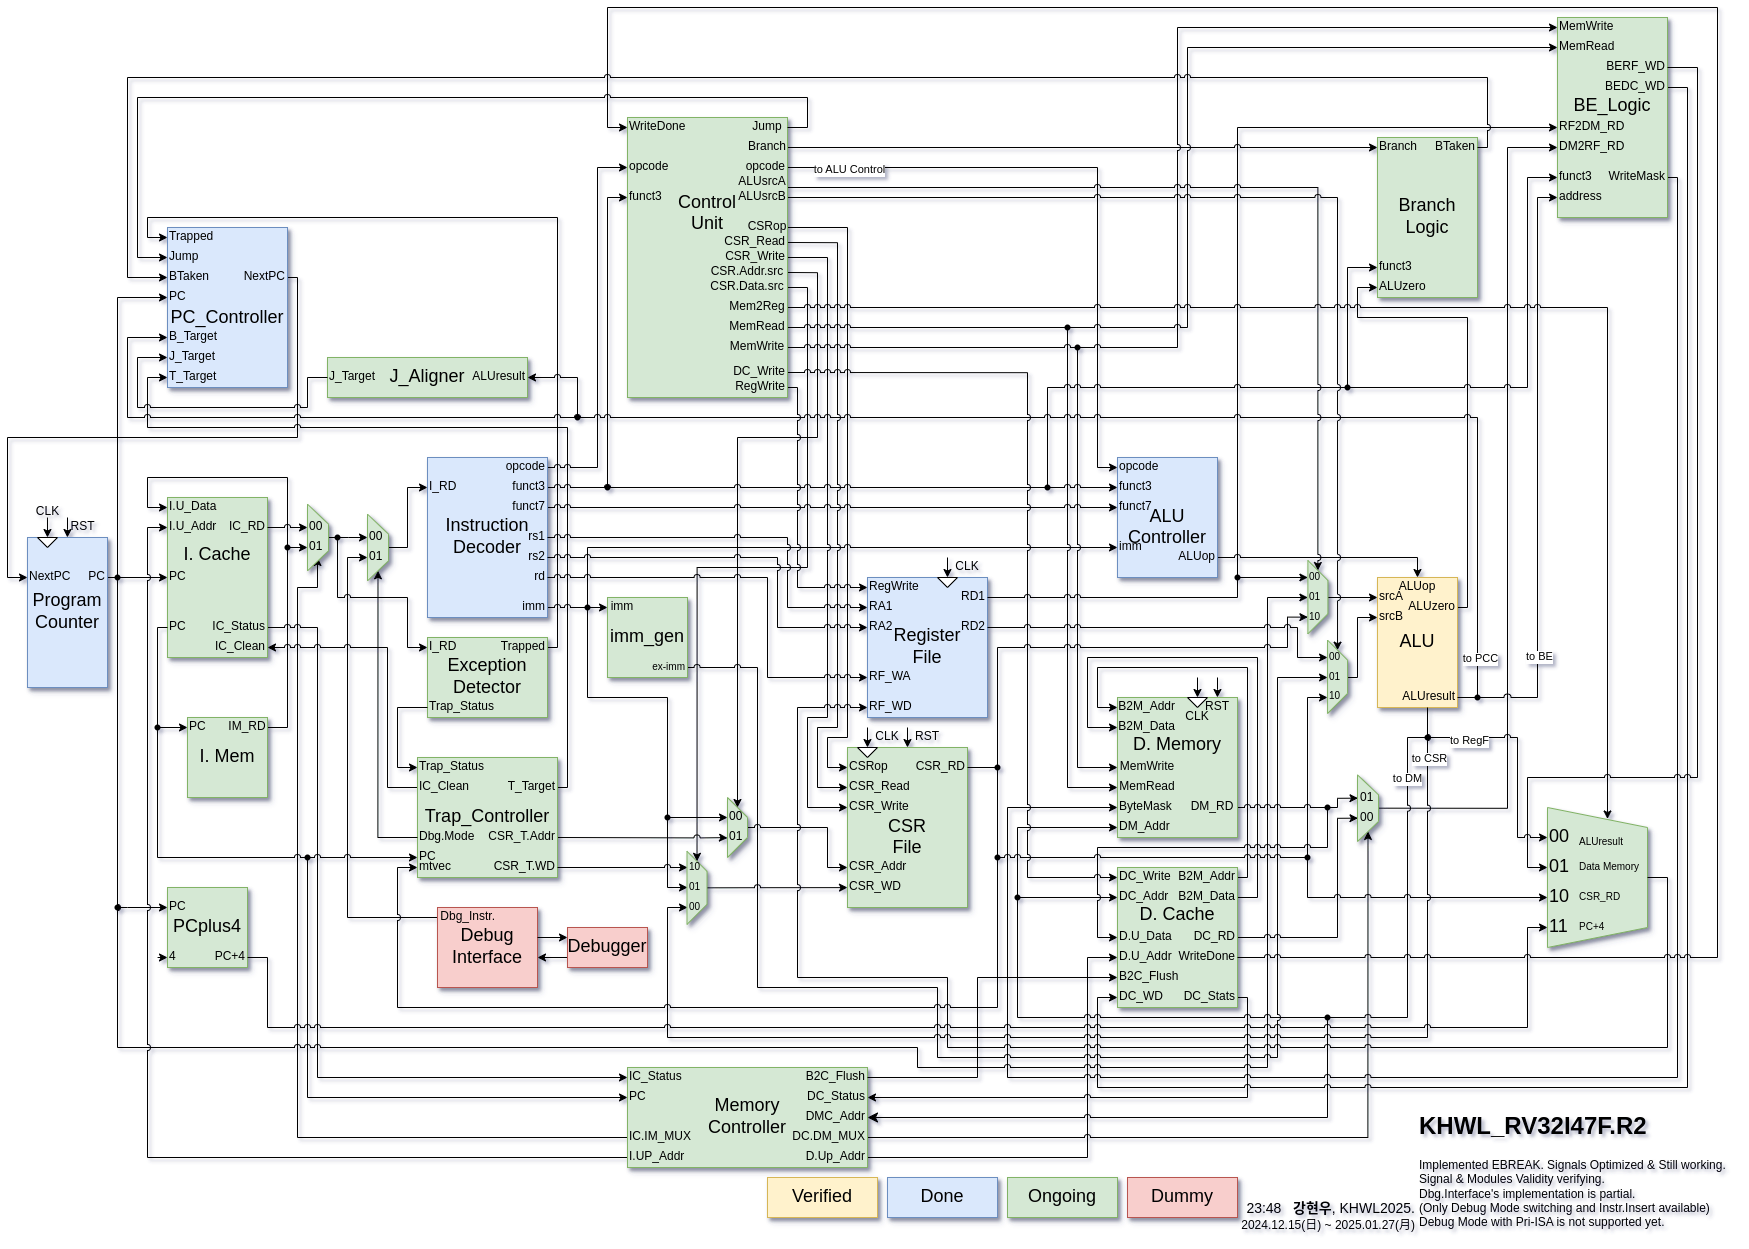 MemWrite
MemRead
BERF_WD
BEDC_WD
BE_Logic
RF2DM_RD
DM2RF_RD
funct3 WriteMask
address
WriteDone Jump
Branch
opcode opcode
to ALU Control
ALUsrcA
funct3 ALUsrcB
Control
Unit
CSRop
CSR_Read
CSR_Write
CSR.Addr.src
CSR.Data.src
Mem2Reg
MemRead
MemWrite
DC_Write
RegWrite
Branch BTaken
Branch
Logic
funct3
ALUzero
Trapped
Jump
BTaken NextPC
PC
PC_Controller
B_Target
J_Target
T_Target
J_Target J_Aligner ALUresult
CLK
RST
NextPC PC
Program
Counter
I.U_Data
I.U_Addr IC_RD
I. Cache
PC
PC IC_Status
IC_Clean
00
01
00
01
opcode
I_RD funct3
funct7
Instruction
Decoder
rs1
rs2
rd
imm
I_RD Trapped
Exception
Detector
Trap_Status
imm
imm_gen
ex-imm
PC IM_RD
I. Mem
Trap_Status
IC_Clean T_Target
Trap_Controller
Dbg.Mode CSR_T.Addr
PC
mtvec CSR_T.WD
PC
PCplus4
4 PC+4
Dbg_Instr.
Debug
Interface
Debugger
00
01
10
01
00
CLK
RegWrite RD1
RA1
RA2 RD2
Register
File
RF_WA
RF_WD
CLK RST
CSRop CSR_RD
CSR_Read
CSR_Write
CSR
File
CSR_Addr
CSR_WD
opcode
funct3
funct7
ALU
Controller
imm
ALUop
00
01
10
00
01
10
ALUop
srcA ALUzero
srcB
ALU
ALUresult
to PCC
to BE
to RegF
to CSR
to DM
B2M_Addr RST
CLK
B2M_Data
D. Memory
MemWrite
MemRead
ByteMask DM_RD
DM_Addr
01
00
DC_Write B2M_Addr
DC_Addr B2M_Data
D. Cache
D.U_Data DC_RD
D.U_Addr WriteDone
B2C_Flush
DC_WD DC_Stats
00 ALUresult
01 Data Memory
10 CSR_RD
11 PC+4
IC_Status B2C_Flush
PC DC_Status
Memory
Controller
DMC_Addr
IC.IM_MUX DC.DM_MUX
I.UP_Addr D.Up_Addr
Verified Done Ongoing Dummy
KHWL_RV32I47F.R2
Implemented EBREAK. Signals Optimized & Still working.
Signal & Modules Validity verifying.
Dbg.Interface's implementation is partial.
(Only Debug Mode switching and Instr.Insert available)
Debug Mode with Pri-ISA is not supported yet.
23:48 강현우, KHWL2025.
2024.12.15(日) ~ 2025.01.27(月)